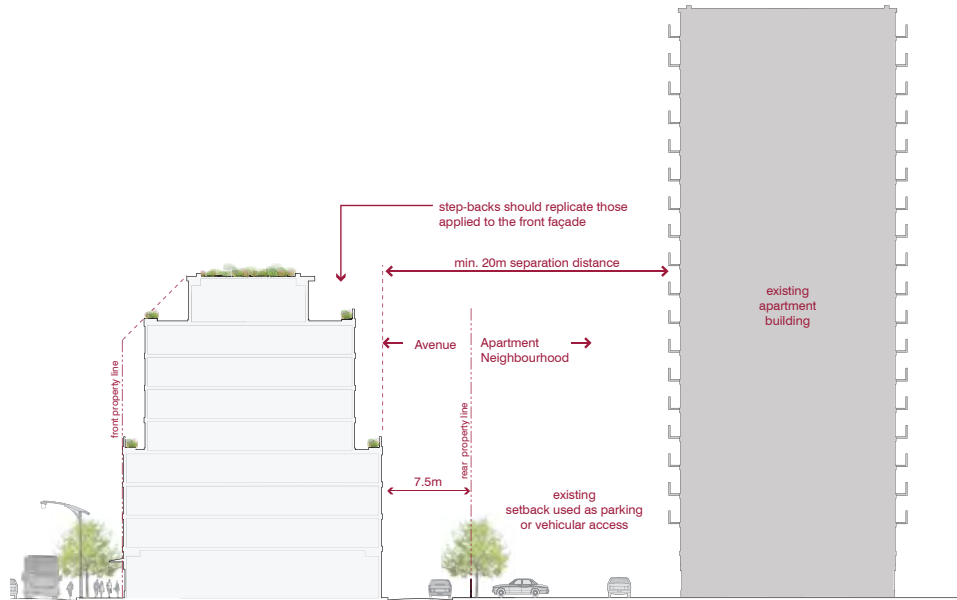 step-backs should replicate those
applied to the front façade
min. 20m separation distance
existing
apartment
building
Avenue
Apartment
Neighbourhood
front property line
rear property line
7.5m
existing
setback used as parking
or vehicular access